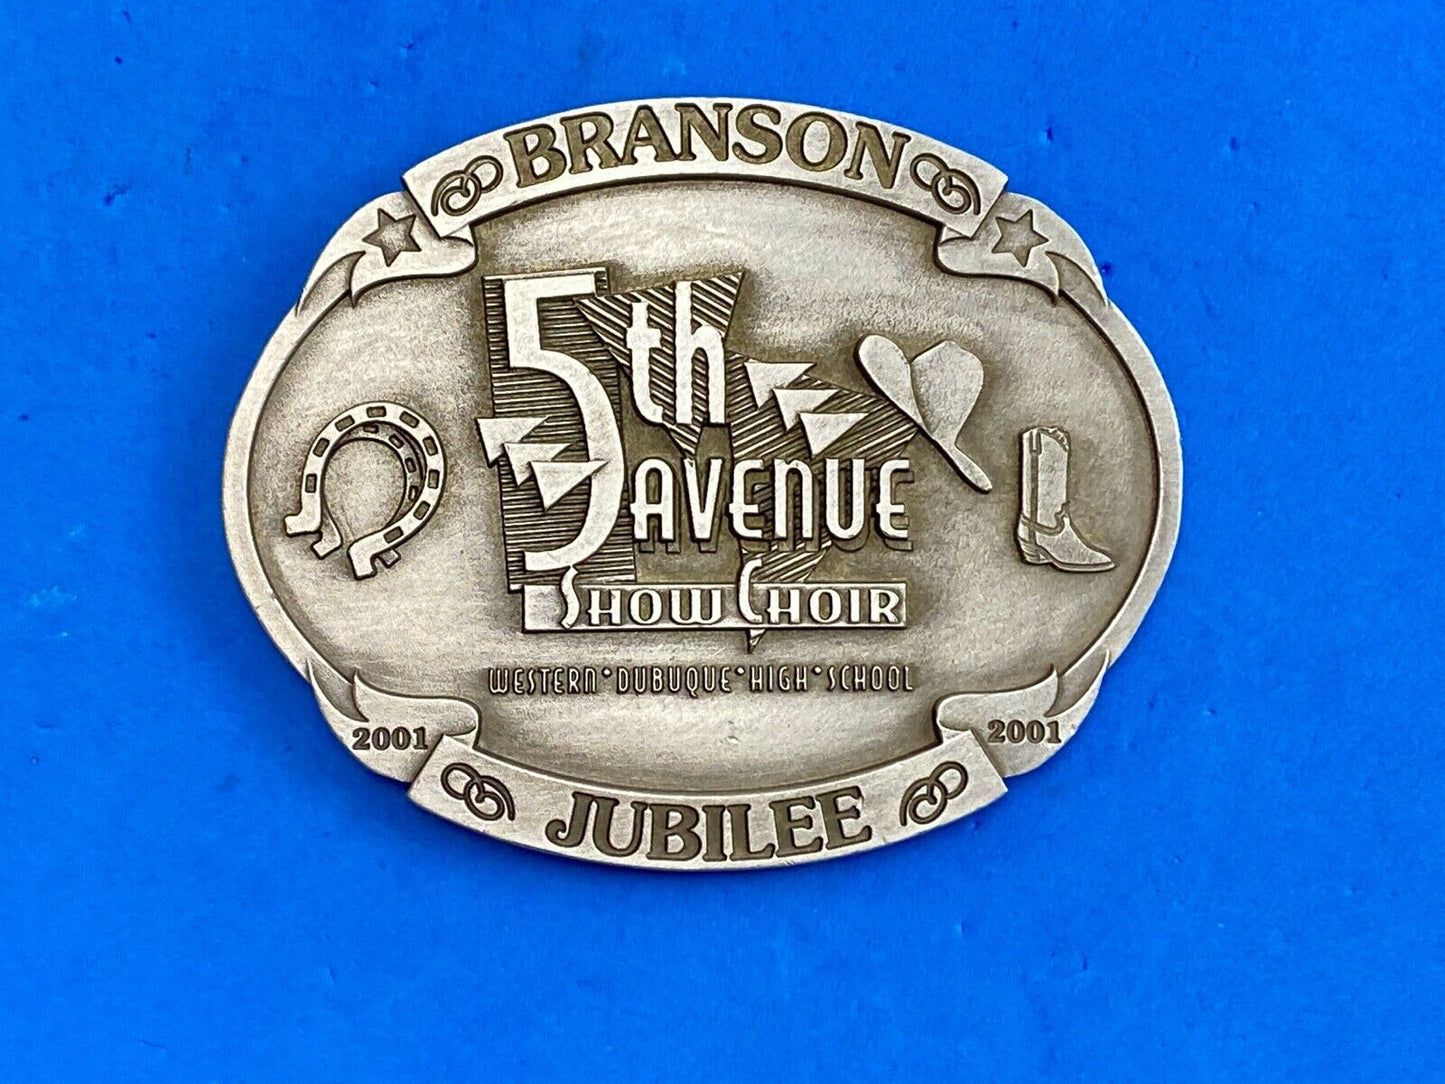 BRANSON
5th
AVENUE
SHOW CHOIR
WESTERN•DUBUQUE•HIGH•SCHOOL
2001 2001
JUBILEE